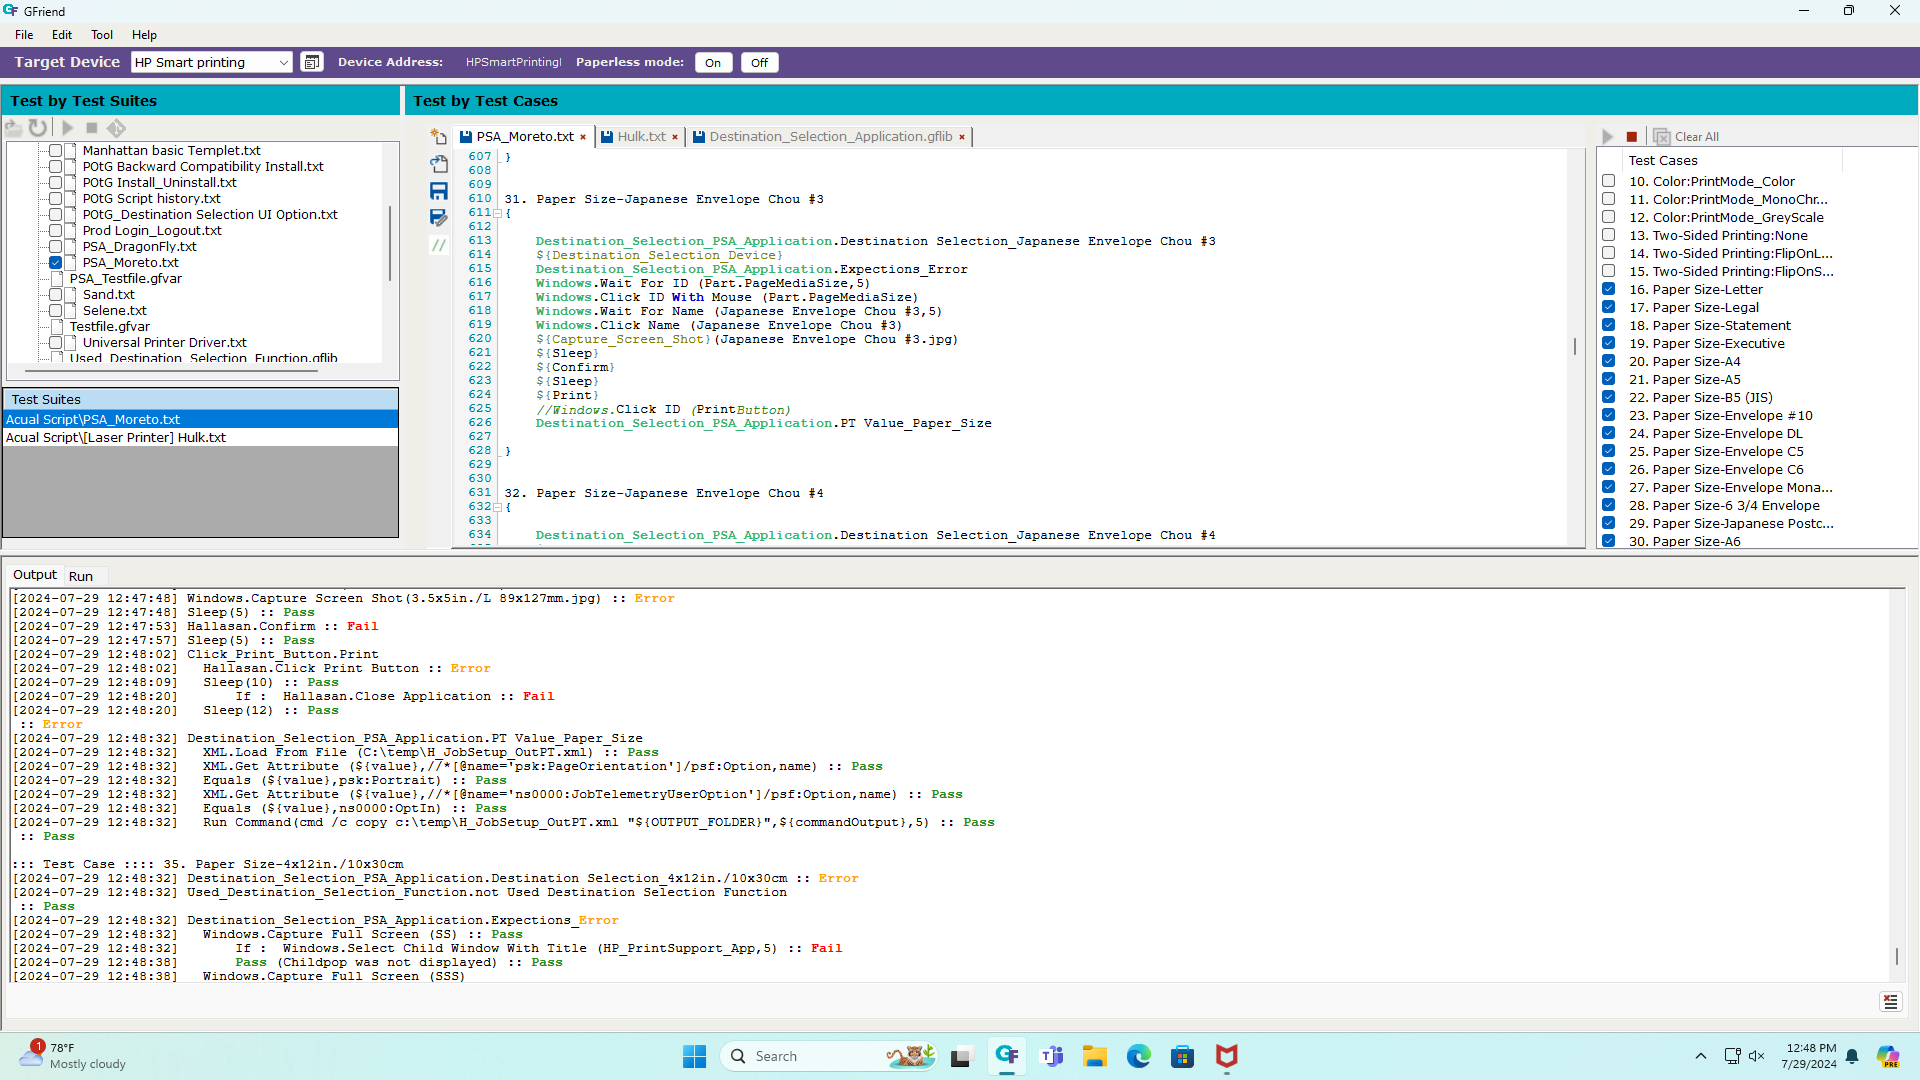 GFriend
File Edit Tool Help
Target Device HP Smart printing Device Address: HPSmartPrintingI Paperless mode: On Off
Test by Test Suites
Manhattan basic Templet.txt
POtG Backward Compatibility Install.txt
POtG Install_Uninstall.txt
POtG Script history.txt
POtG_Destination Selection UI Option.txt
Prod Login_Logout.txt
PSA_DragonFly.txt
PSA_Moreto.txt
PSA_Testfile.gfvar
Sand.txt
Selene.txt
Testfile.gfvar
Universal Printer Driver.txt
Used_Destination_Selection_Function.gflib
Test Suites
Acual Script\PSA_Moreto.txt
Acual Script\[Laser Printer] Hulk.txt
Test by Test Cases
PSA_Moreto.txt × Hulk.txt × Destination_Selection_Application.gflib ×
607 }
608
609
610 31. Paper Size-Japanese Envelope Chou #3
611 {
612
613 Destination_Selection_PSA_Application.Destination Selection_Japanese Envelope Chou #3
614 ${Destination_Selection_Device}
615 Destination_Selection_PSA_Application.Expections_Error
616 Windows.Wait For ID (Part.PageMediaSize,5)
617 Windows.Click ID With Mouse (Part.PageMediaSize)
618 Windows.Wait For Name (Japanese Envelope Chou #3,5)
619 Windows.Click Name (Japanese Envelope Chou #3)
620 ${Capture_Screen_Shot}(Japanese Envelope Chou #3.jpg)
621 ${Sleep}
622 ${Confirm}
623 ${Sleep}
624 ${Print}
625 //Windows.Click ID (PrintButton)
626 Destination_Selection_PSA_Application.PT Value_Paper_Size
627
628 }
629
630
631 32. Paper Size-Japanese Envelope Chou #4
632 {
633
634 Destination_Selection_PSA_Application.Destination Selection_Japanese Envelope Chou #4
Clear All
Test Cases
10. Color:PrintMode_Color
11. Color:PrintMode_MonoChr...
12. Color:PrintMode_GreyScale
13. Two-Sided Printing:None
14. Two-Sided Printing:FlipOnL...
15. Two-Sided Printing:FlipOnS...
16. Paper Size-Letter
17. Paper Size-Legal
18. Paper Size-Statement
19. Paper Size-Executive
20. Paper Size-A4
21. Paper Size-A5
22. Paper Size-B5 (JIS)
23. Paper Size-Envelope #10
24. Paper Size-Envelope DL
25. Paper Size-Envelope C5
26. Paper Size-Envelope C6
27. Paper Size-Envelope Mona...
28. Paper Size-6 3/4 Envelope
29. Paper Size-Japanese Postc...
30. Paper Size-A6
Output Run
[2024-07-29 12:47:48] Windows.Capture Screen Shot(3.5x5in./L 89x127mm.jpg) :: Error
[2024-07-29 12:47:48] Sleep(5) :: Pass
[2024-07-29 12:47:53] Hallasan.Confirm :: Fail
[2024-07-29 12:47:57] Sleep(5) :: Pass
[2024-07-29 12:48:02] Click_Print_Button.Print
[2024-07-29 12:48:02] Hallasan.Click Print Button :: Error
[2024-07-29 12:48:09] Sleep(10) :: Pass
[2024-07-29 12:48:20] If : Hallasan.Close Application :: Fail
[2024-07-29 12:48:20] Sleep(12) :: Pass
:: Error
[2024-07-29 12:48:32] Destination_Selection_PSA_Application.PT Value_Paper_Size
[2024-07-29 12:48:32] XML.Load From File (C:\temp\H_JobSetup_OutPT.xml) :: Pass
[2024-07-29 12:48:32] XML.Get Attribute (${value},//*[@name='psk:PageOrientation']/psf:Option,name) :: Pass
[2024-07-29 12:48:32] Equals (${value},psk:Portrait) :: Pass
[2024-07-29 12:48:32] XML.Get Attribute (${value},//*[@name='ns0000:JobTelemetryUserOption']/psf:Option,name) :: Pass
[2024-07-29 12:48:32] Equals (${value},ns0000:OptIn) :: Pass
[2024-07-29 12:48:32] Run Command(cmd /c copy c:\temp\H_JobSetup_OutPT.xml "${OUTPUT_FOLDER}",${commandOutput},5) :: Pass
:: Pass
::: Test Case :::: 35. Paper Size-4x12in./10x30cm
[2024-07-29 12:48:32] Destination_Selection_PSA_Application.Destination Selection_4x12in./10x30cm :: Error
[2024-07-29 12:48:32] Used_Destination_Selection_Function.not Used Destination Selection Function
:: Pass
[2024-07-29 12:48:32] Destination_Selection_PSA_Application.Expections_Error
[2024-07-29 12:48:32] Windows.Capture Full Screen (SS) :: Pass
[2024-07-29 12:48:32] If : Windows.Select Child Window With Title (HP_PrintSupport_App,5) :: Fail
[2024-07-29 12:48:38] Pass (Childpop was not displayed) :: Pass
[2024-07-29 12:48:38] Windows.Capture Full Screen (SSS)
1
78°F
Mostly cloudy
Search
12:48 PM
7/29/2024
PRE